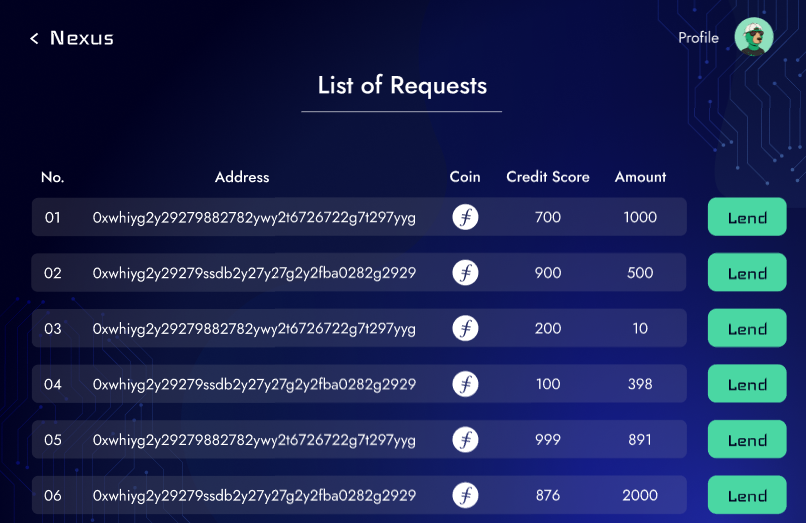 < Nexus Profile
List of Requests
No. Address Coin Credit Score Amount
01 0xwhiyg2y29279882782ywy2t6726722g7t297yyg 700 1000 Lend
02 0xwhiyg2y29279ssdb2y27y27g2y2fba0282g2929 900 500 Lend
03 0xwhiyg2y29279882782ywy2t6726722g7t297yyg 200 10 Lend
04 0xwhiyg2y29279ssdb2y27y27g2y2fba0282g2929 100 398 Lend
05 0xwhiyg2y29279882782ywy2t6726722g7t297yyg 999 891 Lend
06 0xwhiyg2y29279ssdb2y27y27g2y2fba0282g2929 876 2000 Lend